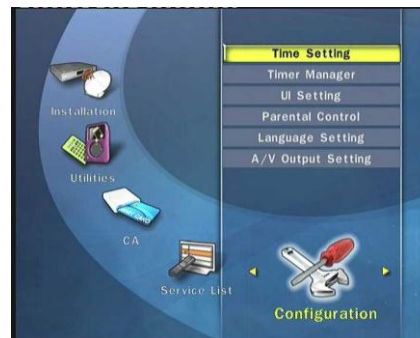 Time Setting
Timer Manager
UI Setting
Parental Control
Language Setting
A/V Output Setting
Installation
Utilities
CA
Service List
Configuration